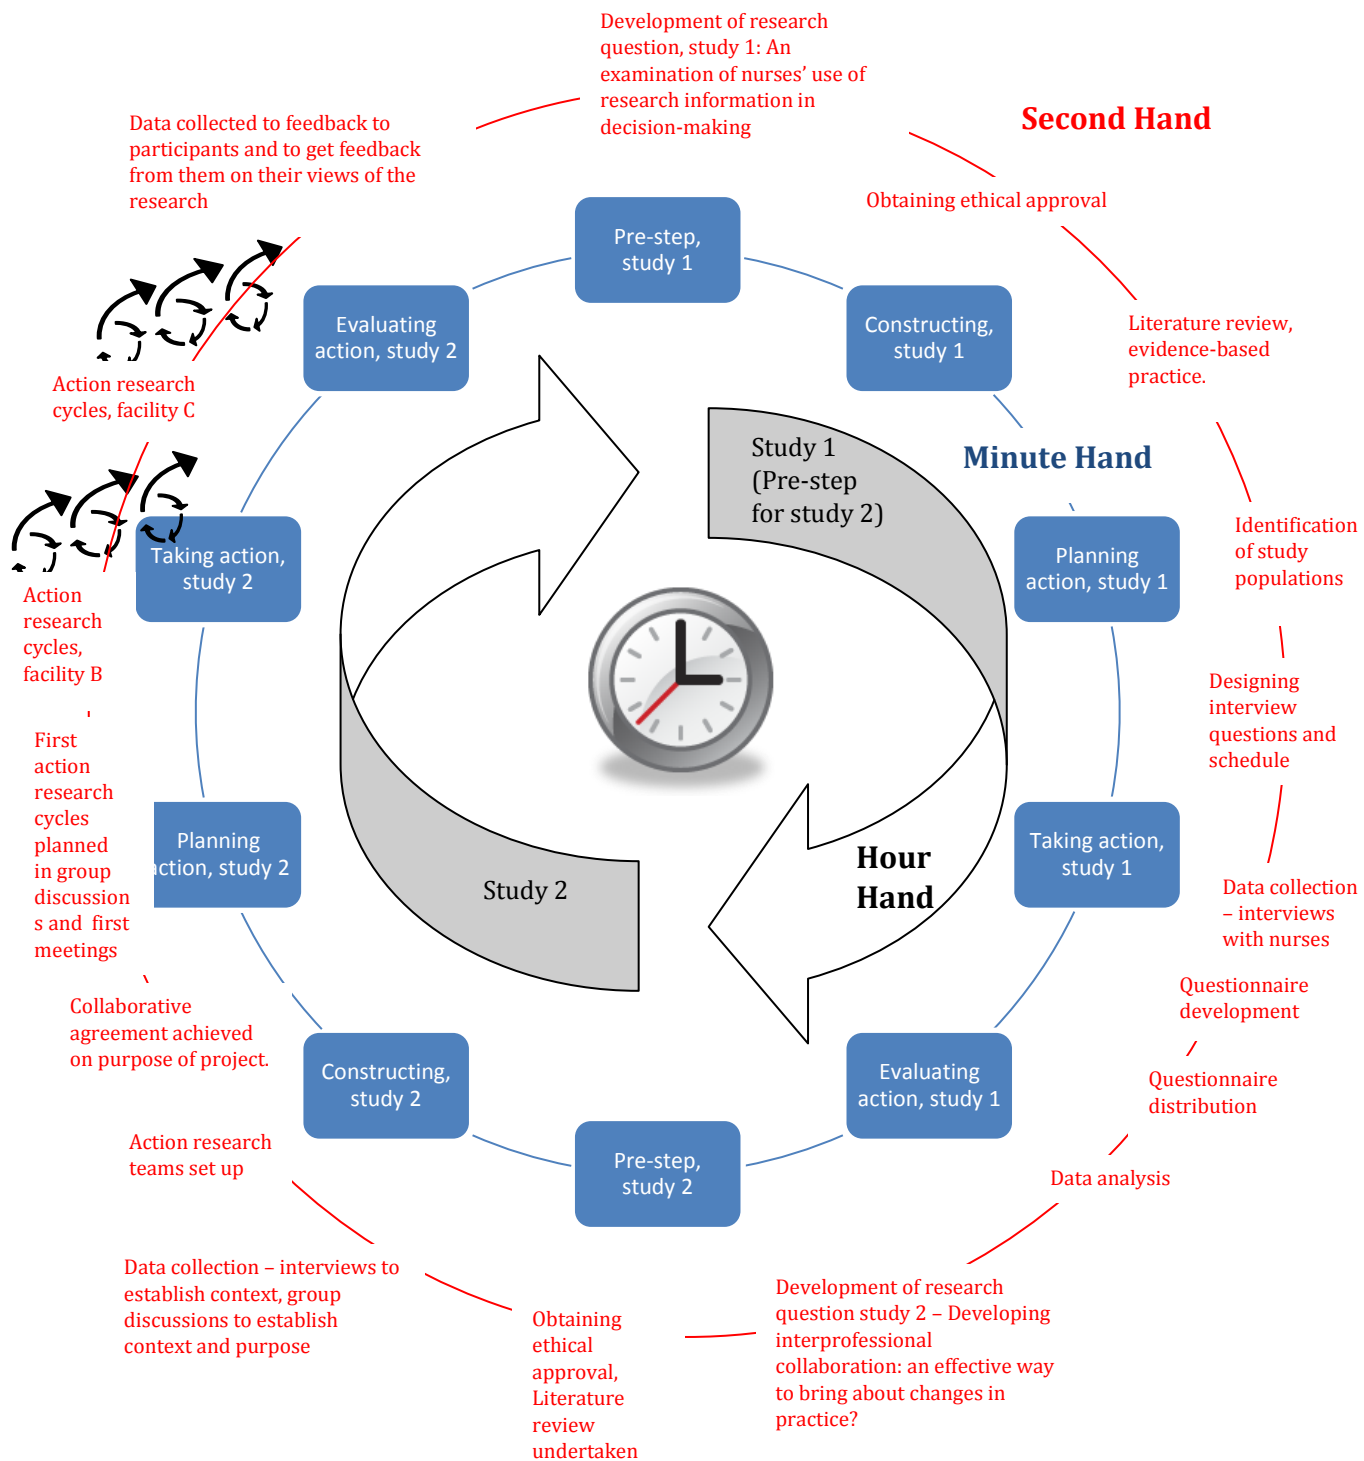 Development of research
question, study 1: An
examination of nurses’ use of
research information in
decision-making
Second Hand
Data collected to feedback to
participants and to get feedback
from them on their views of the
research
Obtaining ethical approval
Pre-step,
study 1
Evaluating
action, study 2
Constructing,
study 1
Literature review,
evidence-based
practice.
Action research
cycles, facility C
Study 1
(Pre-step
for study 2)
Minute Hand
Identification
of study
populations
Taking action,
study 2
Planning
action, study 1
Action
research
cycles,
facility B
Designing
interview
questions and
schedule
First
action
research
cycles
planned
in group
discussion
s and first
meetings
Planning
action, study 2
Hour
Hand
Taking action,
study 1
Study 2
Data collection
– interviews
with nurses
Questionnaire
development
Collaborative
agreement achieved
on purpose of project.
Constructing,
study 2
Evaluating
action, study 1
Questionnaire
distribution
Action research
teams set up
Pre-step,
study 2
Data analysis
Data collection – interviews to
establish context, group
discussions to establish
context and purpose
Obtaining
ethical
approval,
Literature
review
undertaken
Development of research
question study 2 – Developing
interprofessional
collaboration: an effective way
to bring about changes in
practice?